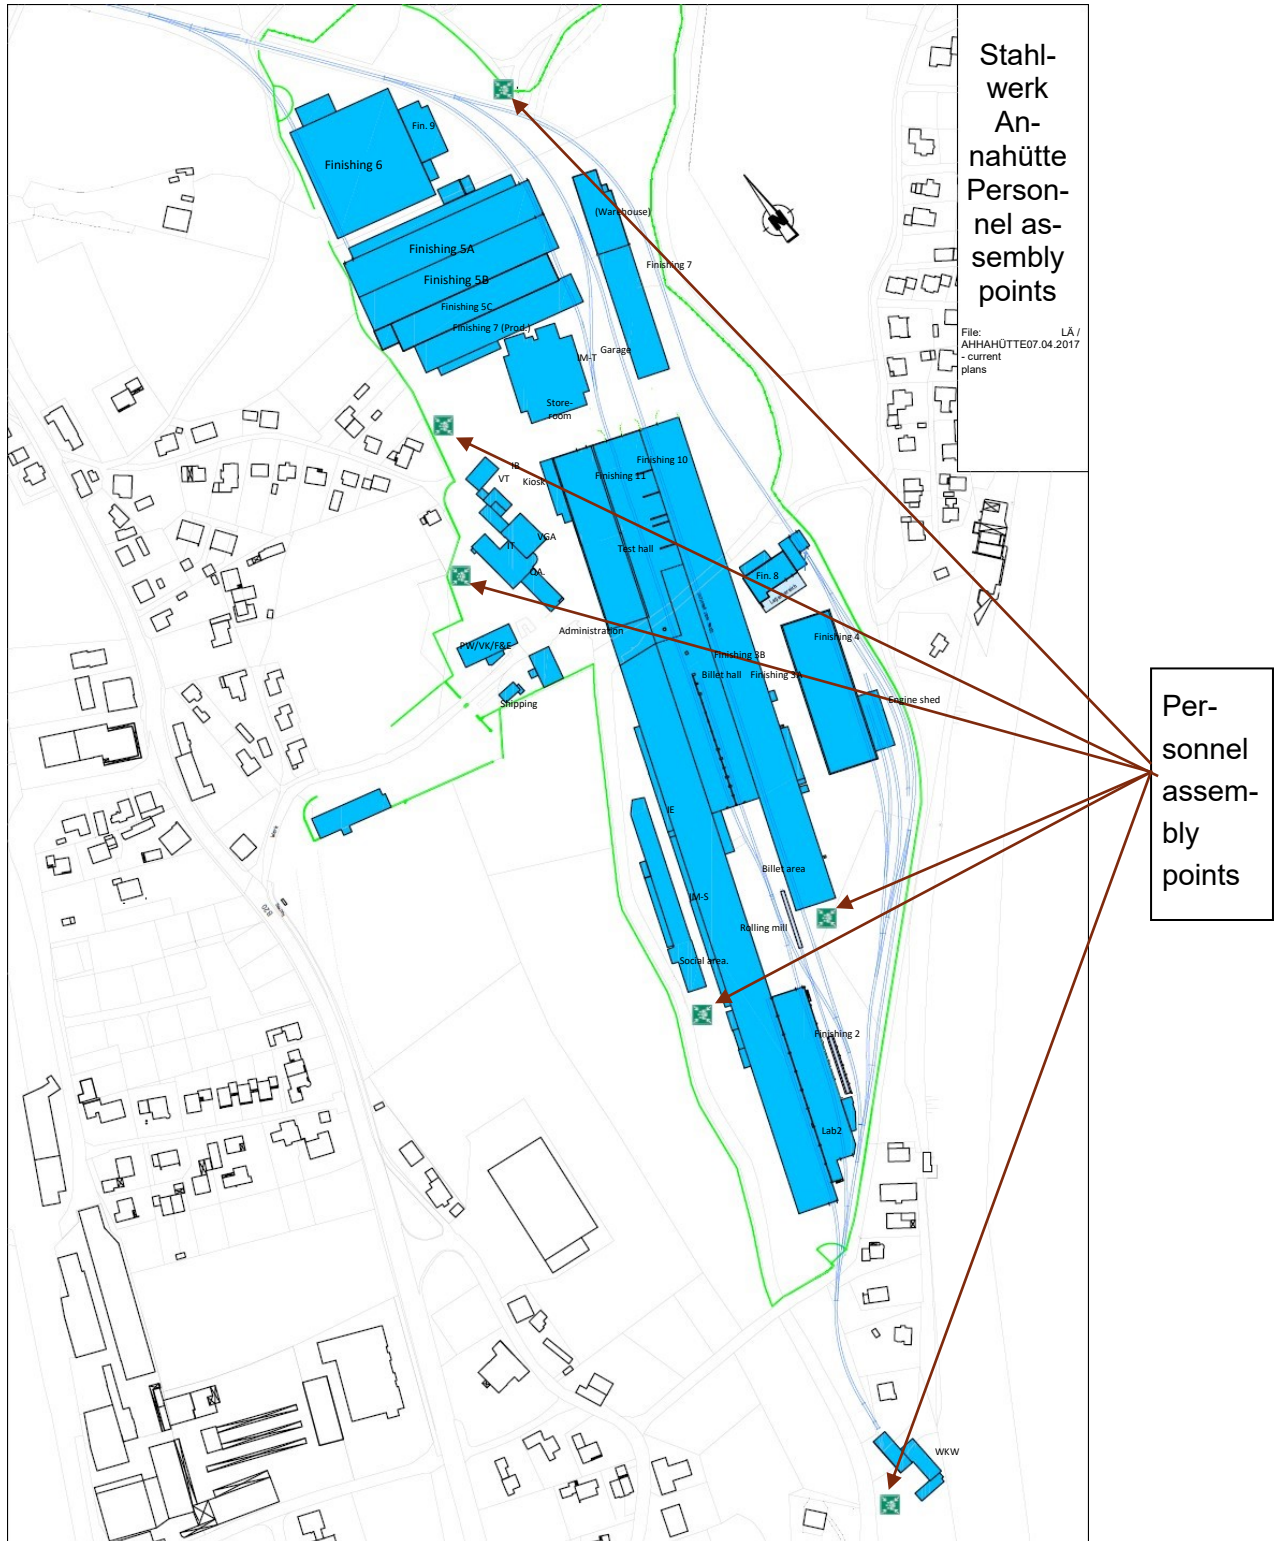 Stahl-
werk
An-
nahütte
Person-
nel as-
sembly
points
File: LÄ /
AHHAHÜTTE07.04.2017
- current
plans
Fin. 9
Finishing 6
(Warehouse)
Finishing 5A
Finishing 7
Finishing 5B
Finishing 5C
Finishing 7 (Prod.)
Garage
IM-T
Store-
room
Finishing 10
IB
VT
Kiosk
Finishing 11
VGA
IT
Test hall
QA.
Fin. 8
Administration
Finishing 4
PW/VK/F&E
Finishing 3B
Billet hall
Finishing 3A
Engine shed
Shipping
Per-
sonnel
assem-
bly
points
IE
Billet area
IM-S
Rolling mill
820
Social area.
Finishing 2
Lab2
WKW